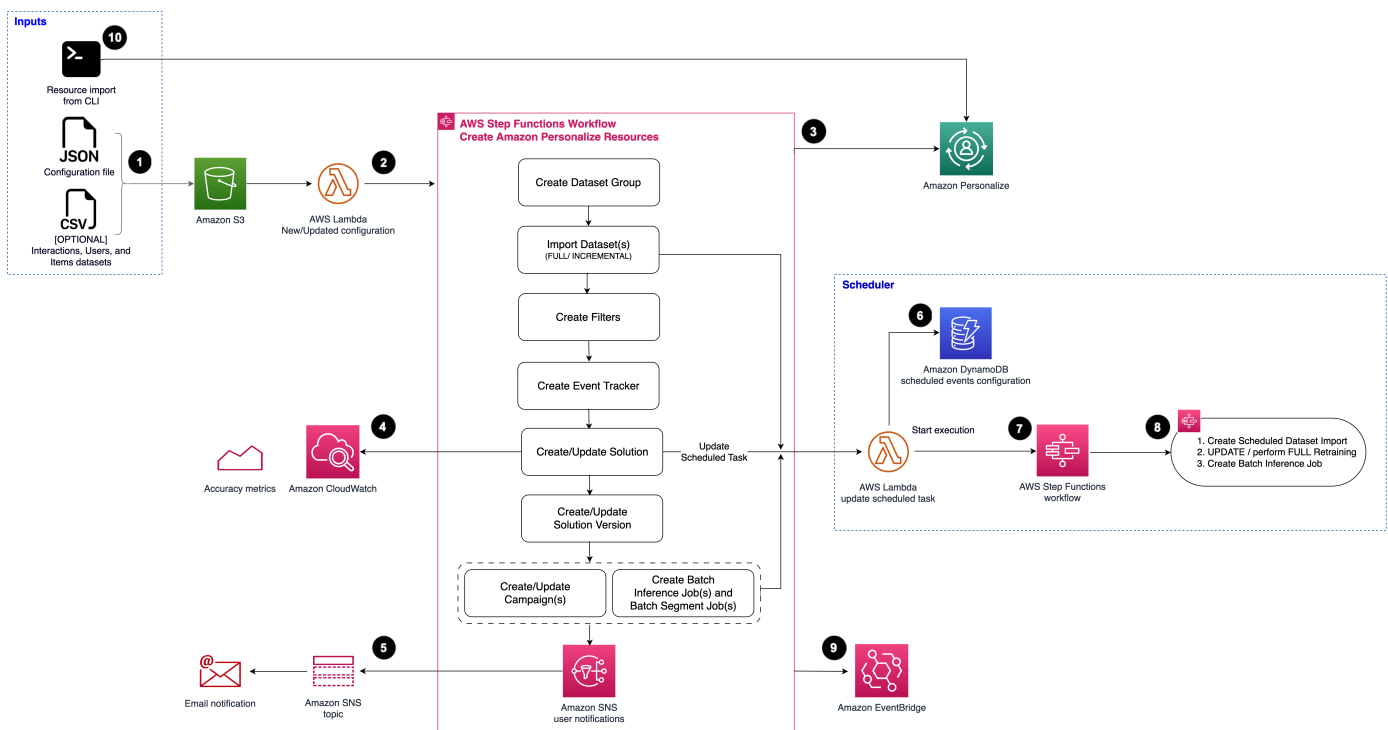 Inputs
10
>_
Resource import
from CLI
JSON
Configuration file
CSV
[OPTIONAL]
Interactions, Users, and
Items datasets
1
Amazon S3
AWS Lambda
New/Updated configuration
2
AWS Step Functions Workflow
Create Amazon Personalize Resources
Create Dataset Group
Import Dataset(s)
(FULL/ INCREMENTAL)
Create Filters
Create Event Tracker
Create/Update Solution
Create/Update
Solution Version
Create/Update
Campaign(s)
Create Batch
Inference Job(s) and
Batch Segment Job(s)
Amazon SNS
user notifications
3
Amazon Personalize
4
Accuracy metrics
Amazon CloudWatch
5
@
Email notification
Amazon SNS
topic
Update
Scheduled Task
Scheduler
6
Amazon DynamoDB
scheduled events configuration
Start execution
AWS Lambda
update scheduled task
7
AWS Step Functions
workflow
8
1. Create Scheduled Dataset Import
2. UPDATE / perform FULL Retraining
3. Create Batch Inference Job
9
Amazon EventBridge